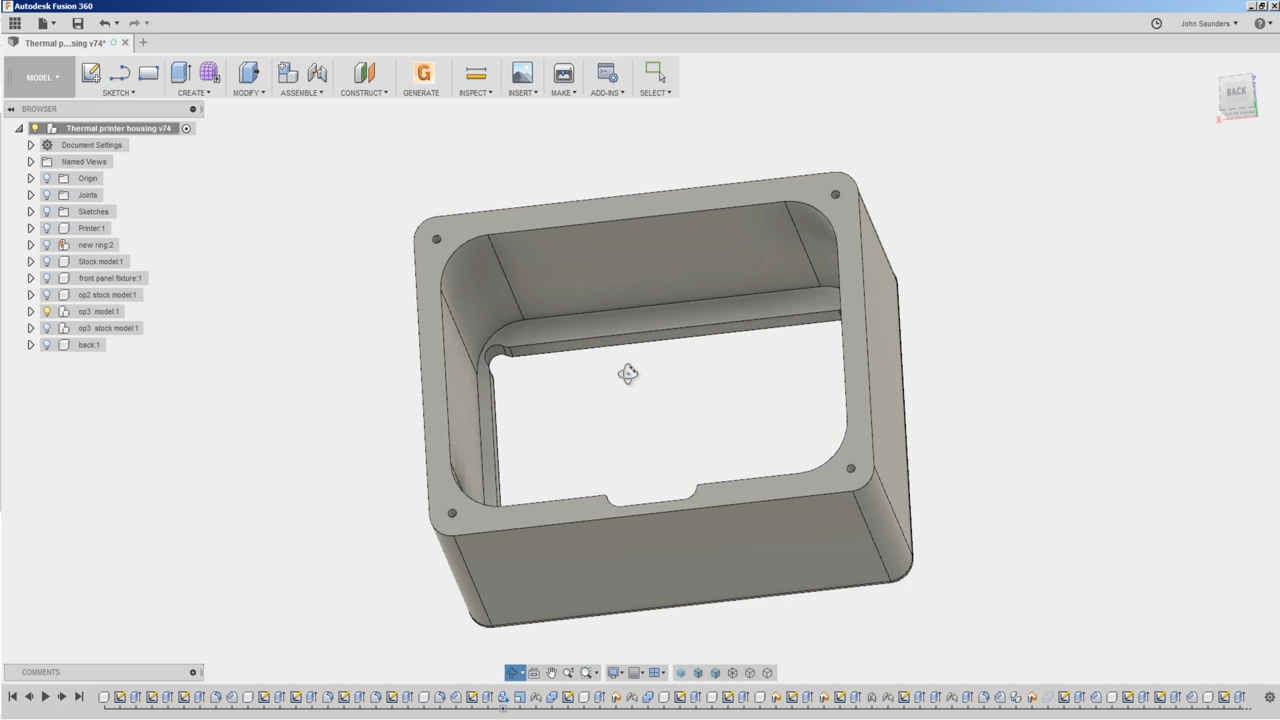 Autodesk Fusion 360
John Saunders
Thermal p...sing v74*
MODEL
SKETCH CREATE MODIFY ASSEMBLE CONSTRUCT GENERATE INSPECT INSERT MAKE ADD-INS SELECT
BROWSER
Thermal printer housing v74
Document Settings
Named Views
Origin
Joints
Sketches
Printer:1
new ring:2
Stock model:1
front panel fixture:1
op2 stock model:1
op3 model:1
op3 stock model:1
back:1
BACK
X
COMMENTS